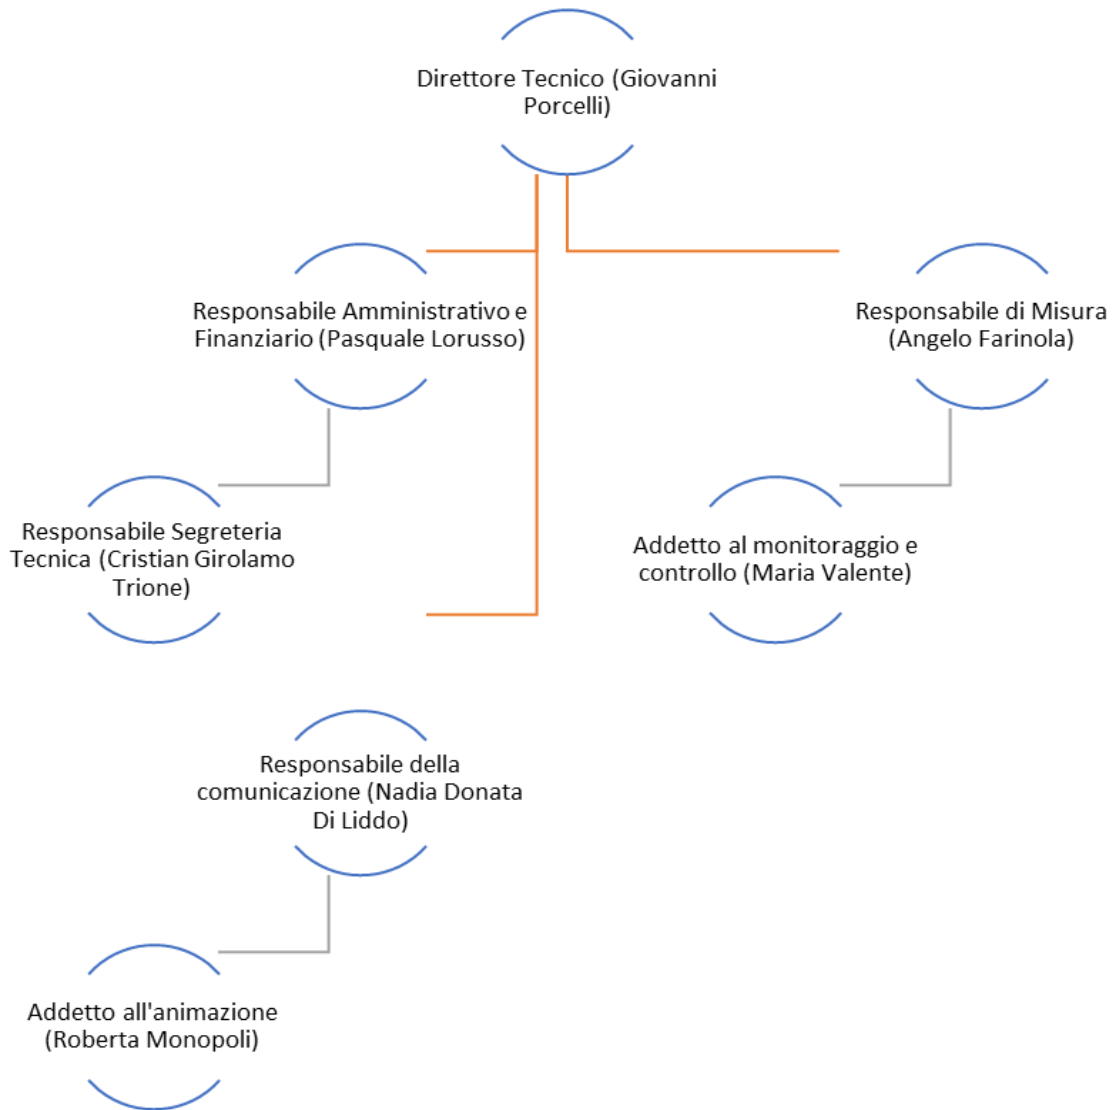 Direttore Tecnico (Giovanni
Porcelli)
Responsabile Amministrativo e
Finanziario (Pasquale Lorusso)
Responsabile di Misura
(Angelo Farinola)
Responsabile Segreteria
Tecnica (Cristian Girolamo
Trione)
Addetto al monitoraggio e
controllo (Maria Valente)
Responsabile della
comunicazione (Nadia Donata
Di Liddo)
Addetto all'animazione
(Roberta Monopoli)